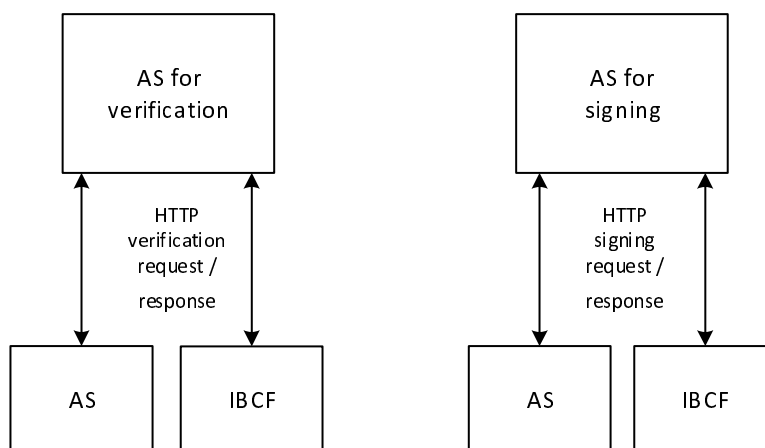 AS for
verification
AS for
signing
HTTP
verification
request /
response
HTTP
signing
request /
response
AS
IBCF
AS
IBCF